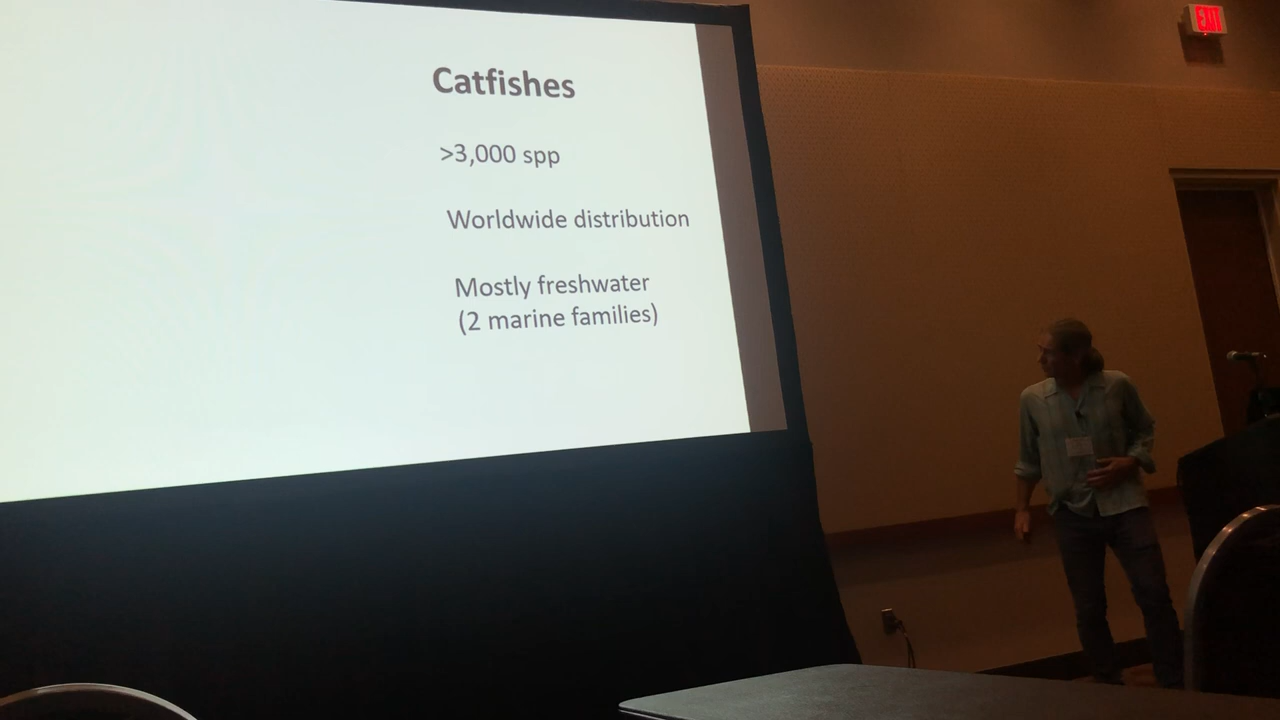 Catfishes
>3,000 spp
Worldwide distribution
Mostly freshwater
(2 marine families)
EXIT